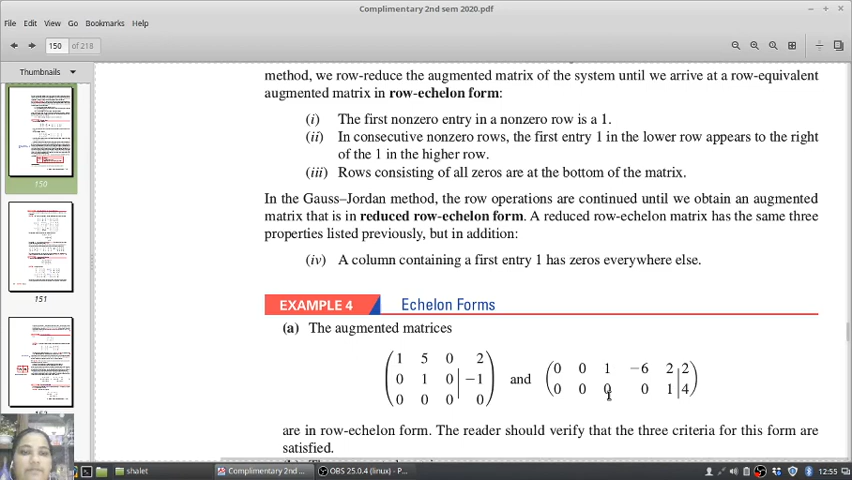 Complimentary 2nd sem 2020.pdf
File Edit View Go Bookmarks Help
150 of 218
Thumbnails
150
151
method, we row-reduce the augmented matrix of the system until we arrive at a row-equivalent
augmented matrix in row-echelon form:
(i) The first nonzero entry in a nonzero row is a 1.
(ii) In consecutive nonzero rows, the first entry 1 in the lower row appears to the right
of the 1 in the higher row.
(iii) Rows consisting of all zeros are at the bottom of the matrix.
In the Gauss–Jordan method, the row operations are continued until we obtain an augmented
matrix that is in reduced row-echelon form. A reduced row-echelon matrix has the same three
properties listed previously, but in addition:
(iv) A column containing a first entry 1 has zeros everywhere else.
EXAMPLE 4 Echelon Forms
(a) The augmented matrices
1 5 0 2
0 1 0 | −1
0 0 0 0
and
0 0 1 −6 2 | 2
0 0 0 0 1 | 4
are in row-echelon form. The reader should verify that the three criteria for this form are
satisfied.
shalet
Complimentary 2nd ...
OBS 25.0.4 (linux) - P...
12:55